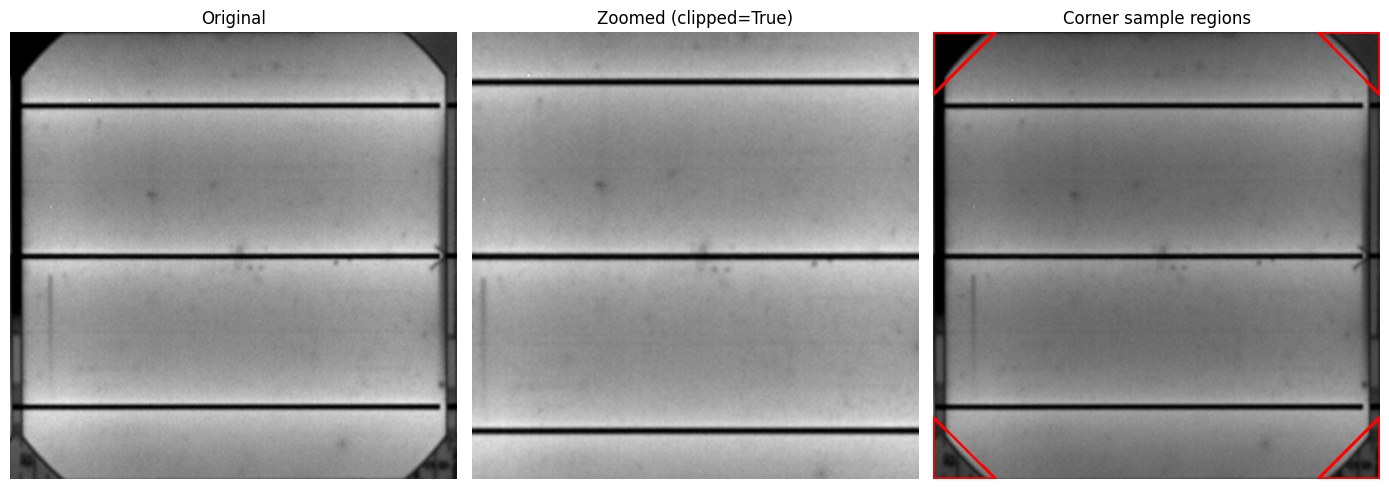 Original
Zoomed (clipped=True)
Corner sample regions